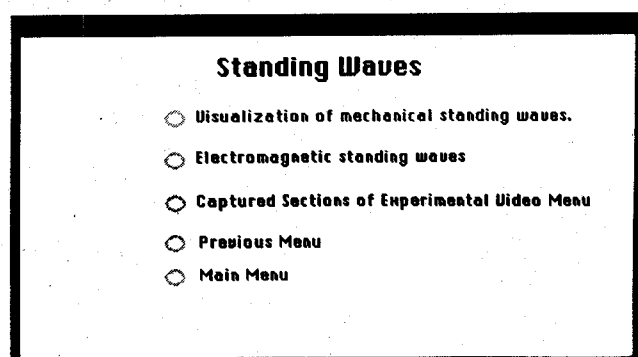 Standing Waves
Visualization of mechanical standing waves.
Electromagnetic standing waves
Captured Sections of Experimental Video Menu
Previous Menu
Main Menu